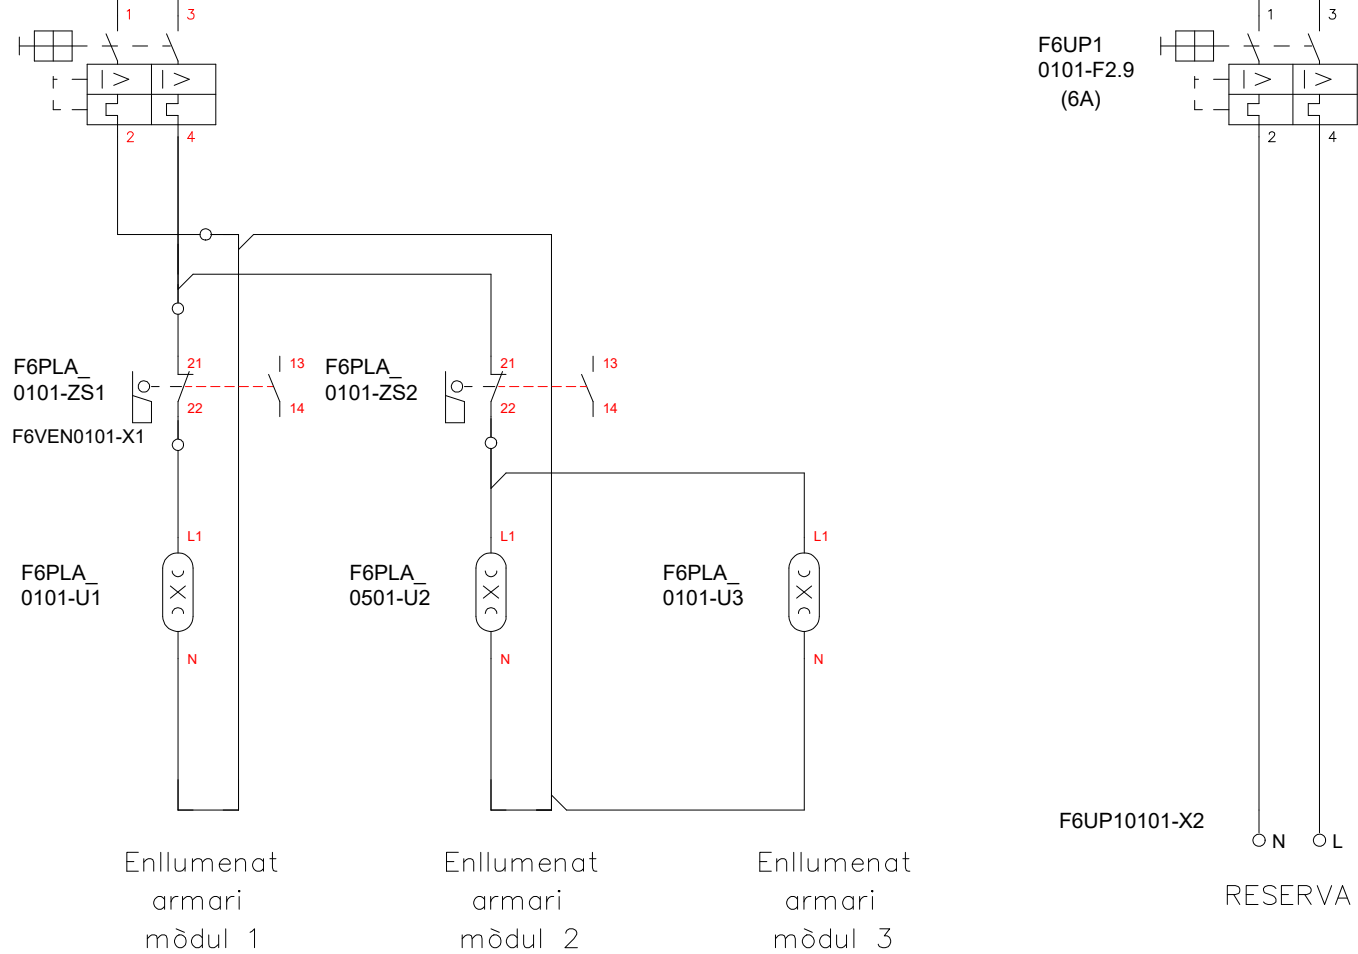 1
3
1
3
F6UP1
0101-F2.9
(6A)
I >
I >
I >
I >
2
4
2
4
F6PLA_
0101-ZS1
21
22
13
14
F6VEN0101-X1
F6PLA_
0101-ZS2
21
22
13
14
L1
L1
L1
F6PLA_
0101-U1
F6PLA_
0501-U2
F6PLA_
0101-U3
N
N
N
F6UP10101-X2
N
L
Enllumenat
armari
mòdul 1
Enllumenat
armari
mòdul 2
Enllumenat
armari
mòdul 3
RESERVA